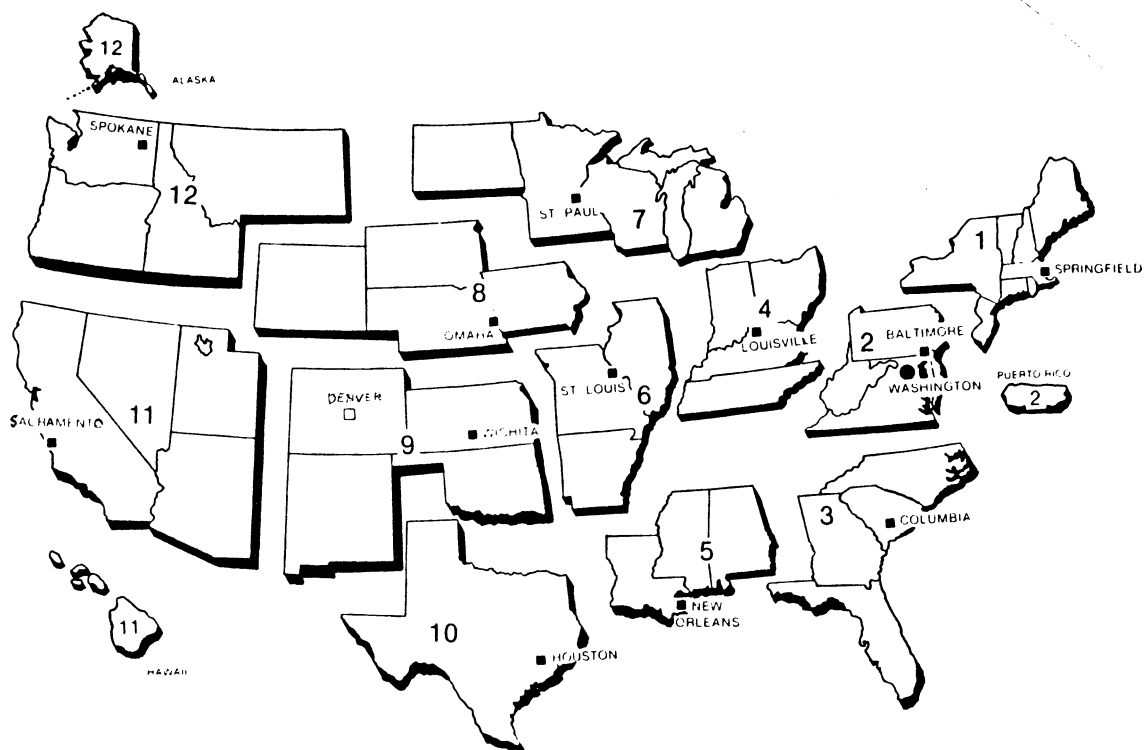 12
ALASKA
SPOKANE
12
ST. PAUL
7
1
SPRINGFIELD
8
OMAHA
4
LOUISVILLE
2
BALTIMORE
WASHINGTON
PUERTO RICO
2
ST. LOUIS
6
DENVER
WICHITA
9
11
SACRAMENTO
3
COLUMBIA
5
NEW
ORLEANS
10
HOUSTON
11
HAWAII